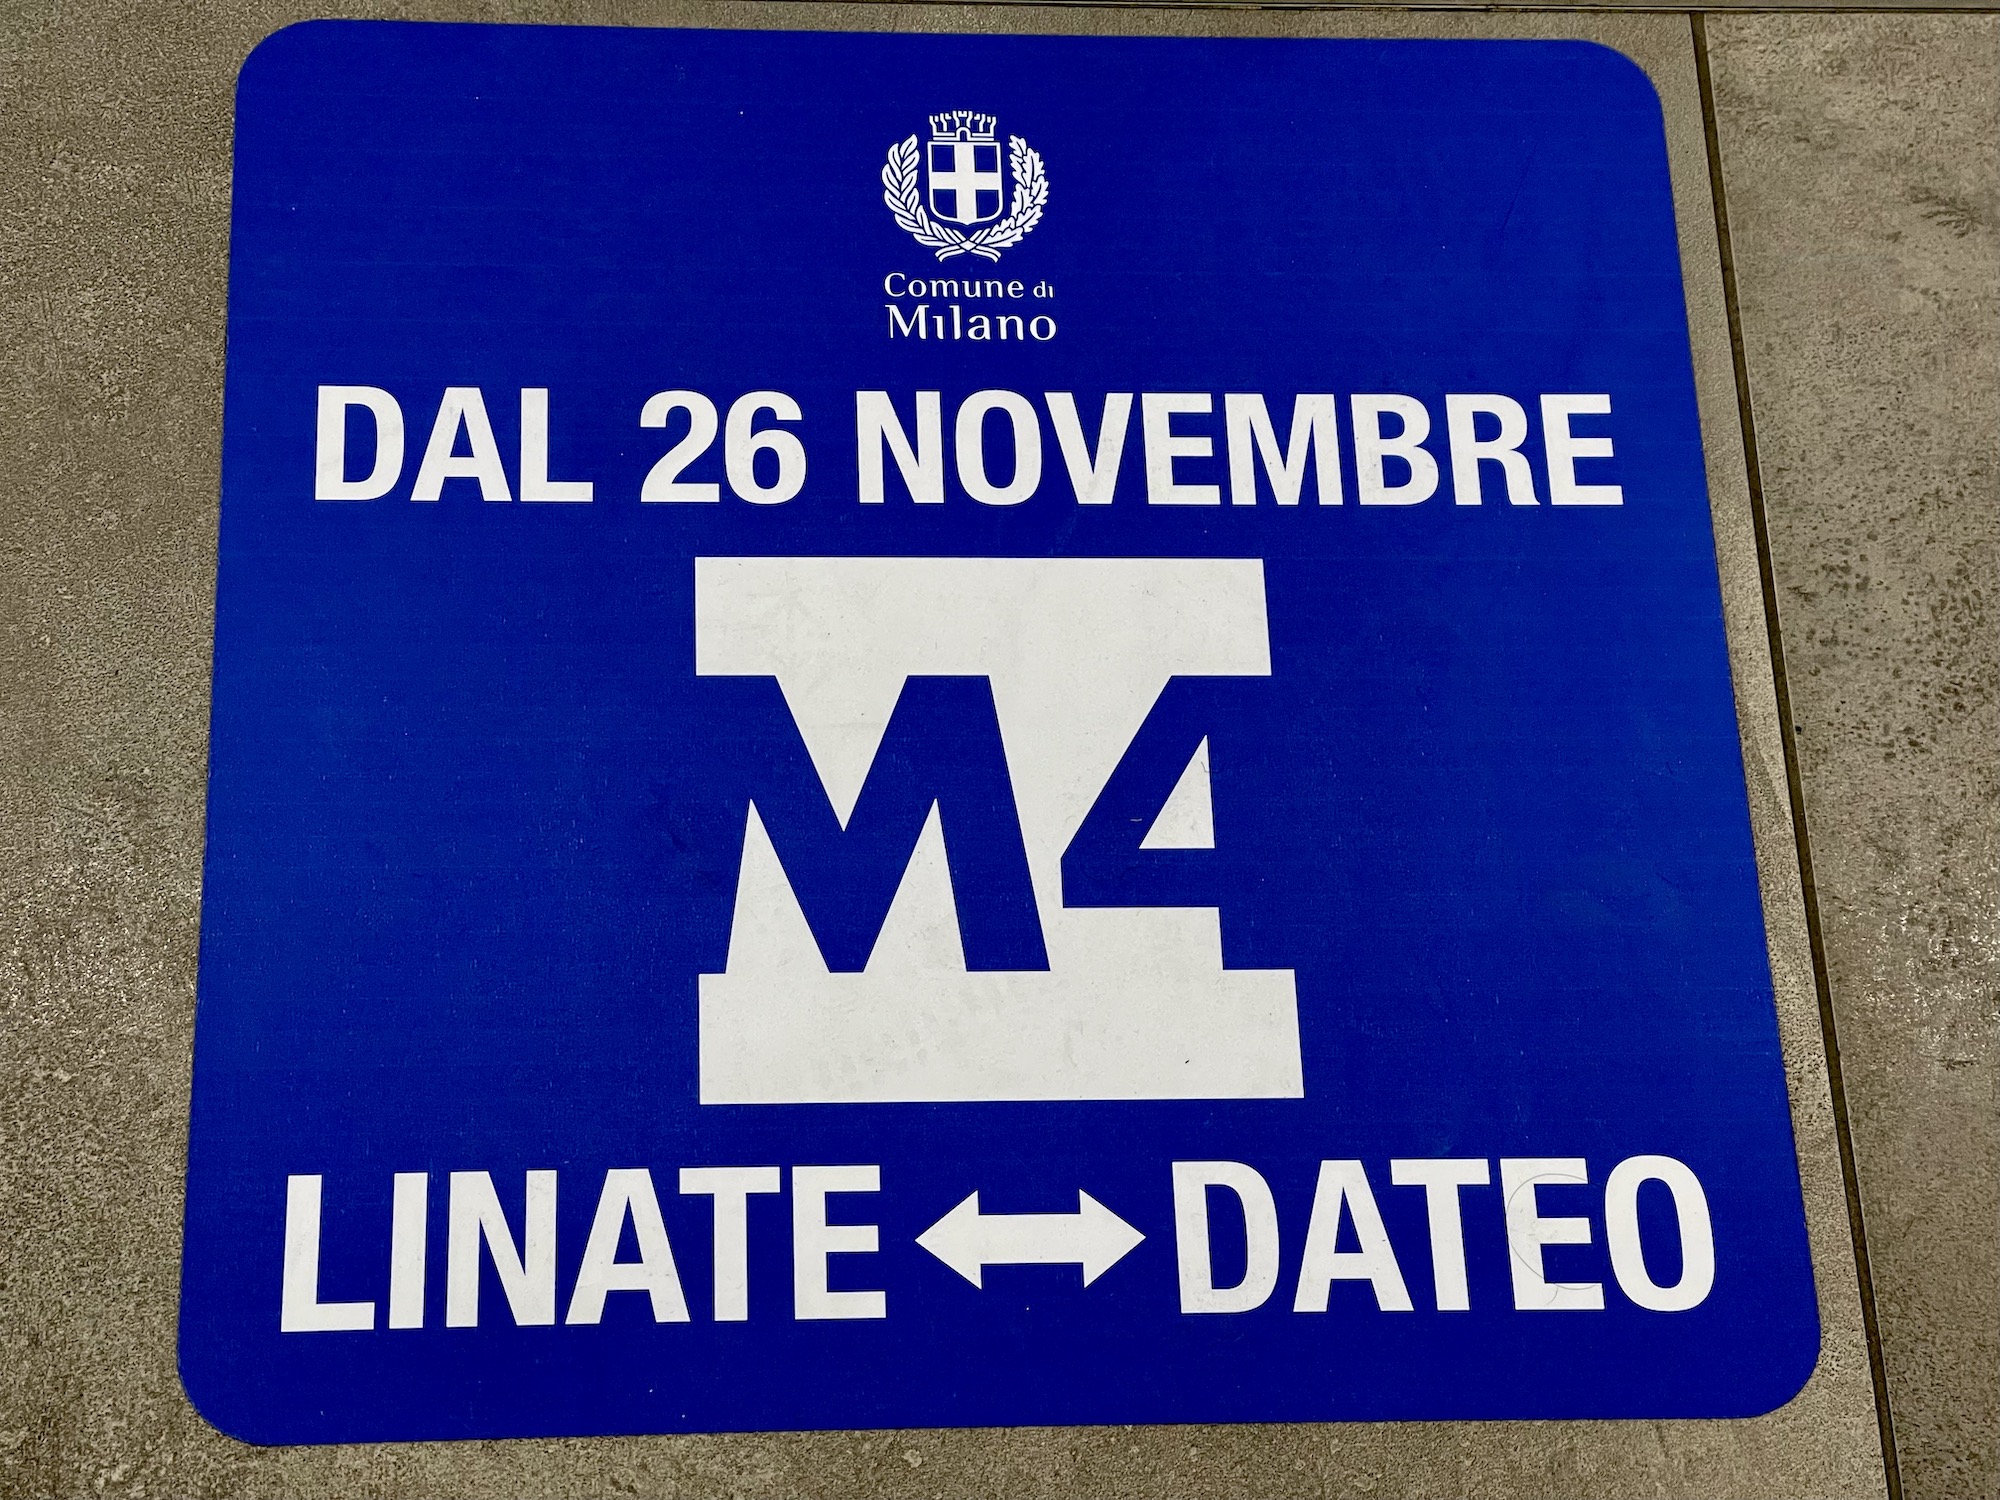 Comune di
Milano
DAL 26 NOVEMBRE
M4
LINATE ↔ DATEO